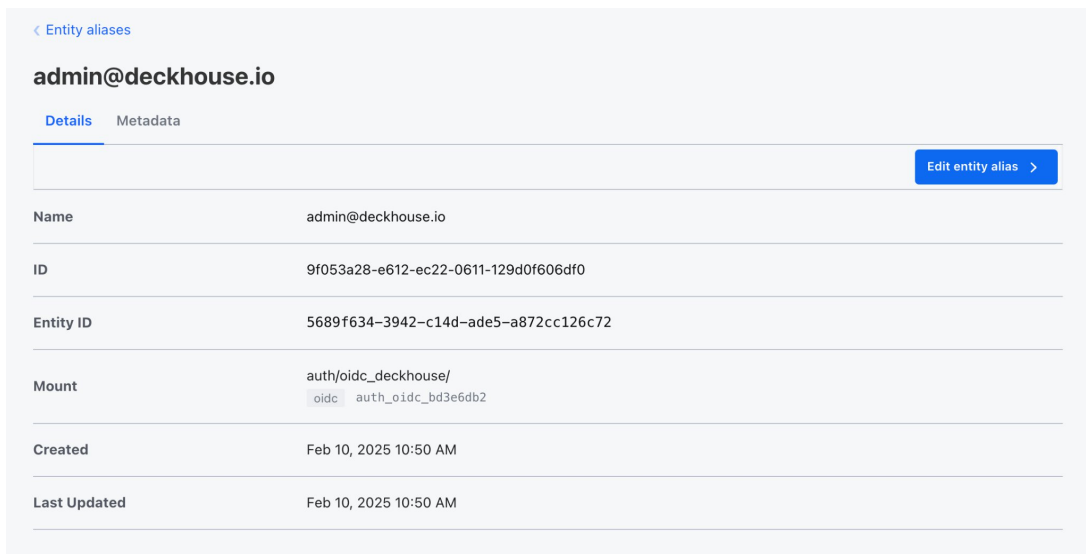 Entity aliases
admin@deckhouse.io
Details Metadata
Edit entity alias
Name admin@deckhouse.io
ID 9f053a28-e612-ec22-0611-129d0f606df0
Entity ID 5689f634-3942-c14d-ade5-a872cc126c72
Mount auth/oidc_deckhouse/
oidc auth_oidc_bd3e6db2
Created Feb 10, 2025 10:50 AM
Last Updated Feb 10, 2025 10:50 AM